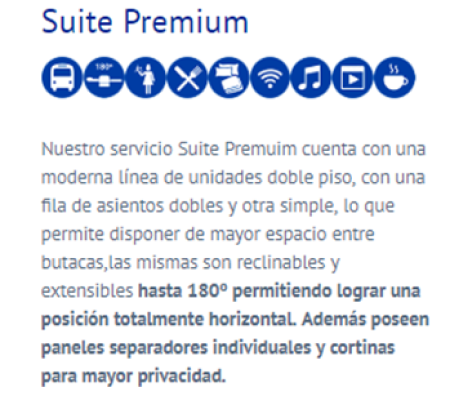 Suite Premium
180º
Nuestro servicio Suite Premuim cuenta con una
moderna línea de unidades doble piso, con una
fila de asientos dobles y otra simple, lo que
permite disponer de mayor espacio entre
butacas,las mismas son reclinables y
extensibles hasta 180º permitiendo lograr una
posición totalmente horizontal. Además poseen
paneles separadores individuales y cortinas
para mayor privacidad.